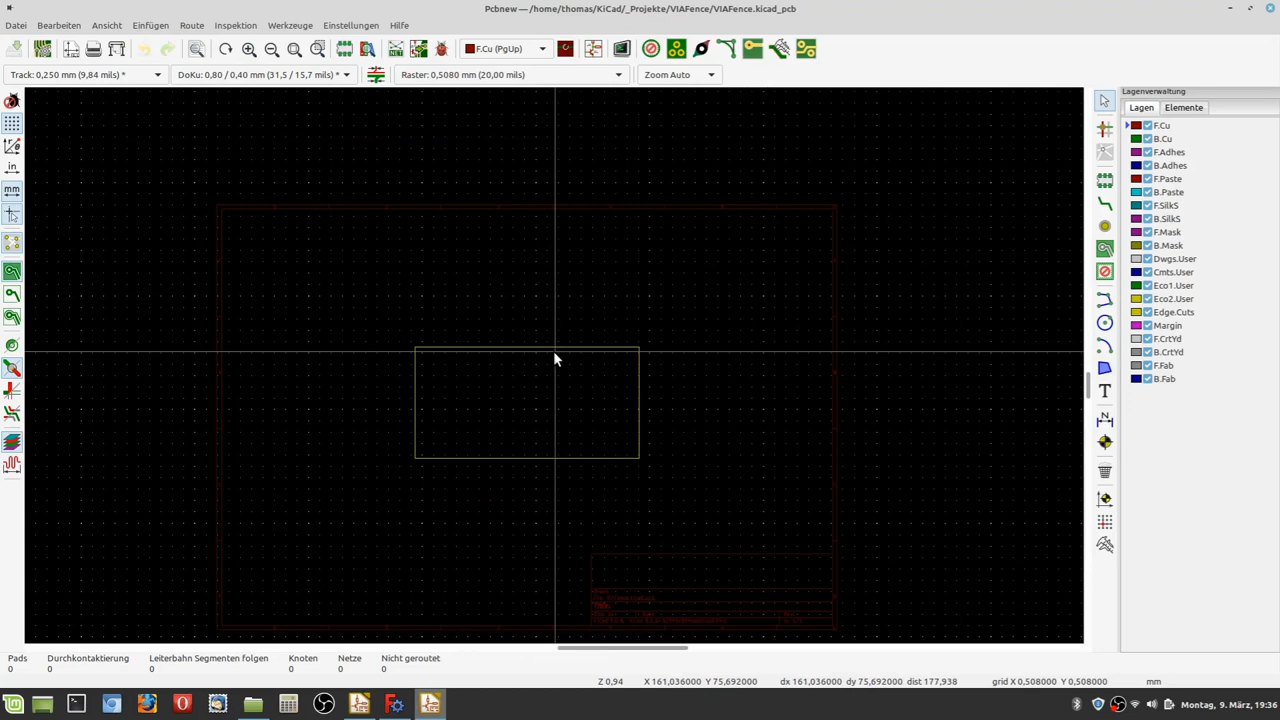 Pcbnew — /home/thomas/KiCad/_Projekte/VIAFence/VIAFence.kicad_pcb
Datei Bearbeiten Ansicht Einfügen Route Inspektion Werkzeuge Einstellungen Hilfe
NET F.Cu (PgUp)
Track: 0,250 mm (9,84 mils) * DoKu: 0,80 / 0,40 mm (31,5 / 15,7 mils) * Raster: 0,5080 mm (20,00 mils) Zoom Auto
in
mm
Lagenverwaltung
Lagen Elemente
F.Cu
B.Cu
F.Adhes
B.Adhes
F.Paste
B.Paste
F.SilkS
B.SilkS
F.Mask
B.Mask
Dwgs.User
Cmts.User
Eco1.User
Eco2.User
Edge.Cuts
Margin
F.CrtYd
B.CrtYd
F.Fab
B.Fab
T
N
Pads Durchkontaktierung Leiterbahn Segmenten folgen Knoten Netze Nicht geroutet
0 0 0 0 0 0
Z 0,94 X 161,036000 Y 75,692000 dx 161,036000 dy 75,692000 dist 177,938 grid X 0,508000 Y 0,508000 mm
Montag, 9. März, 19:36